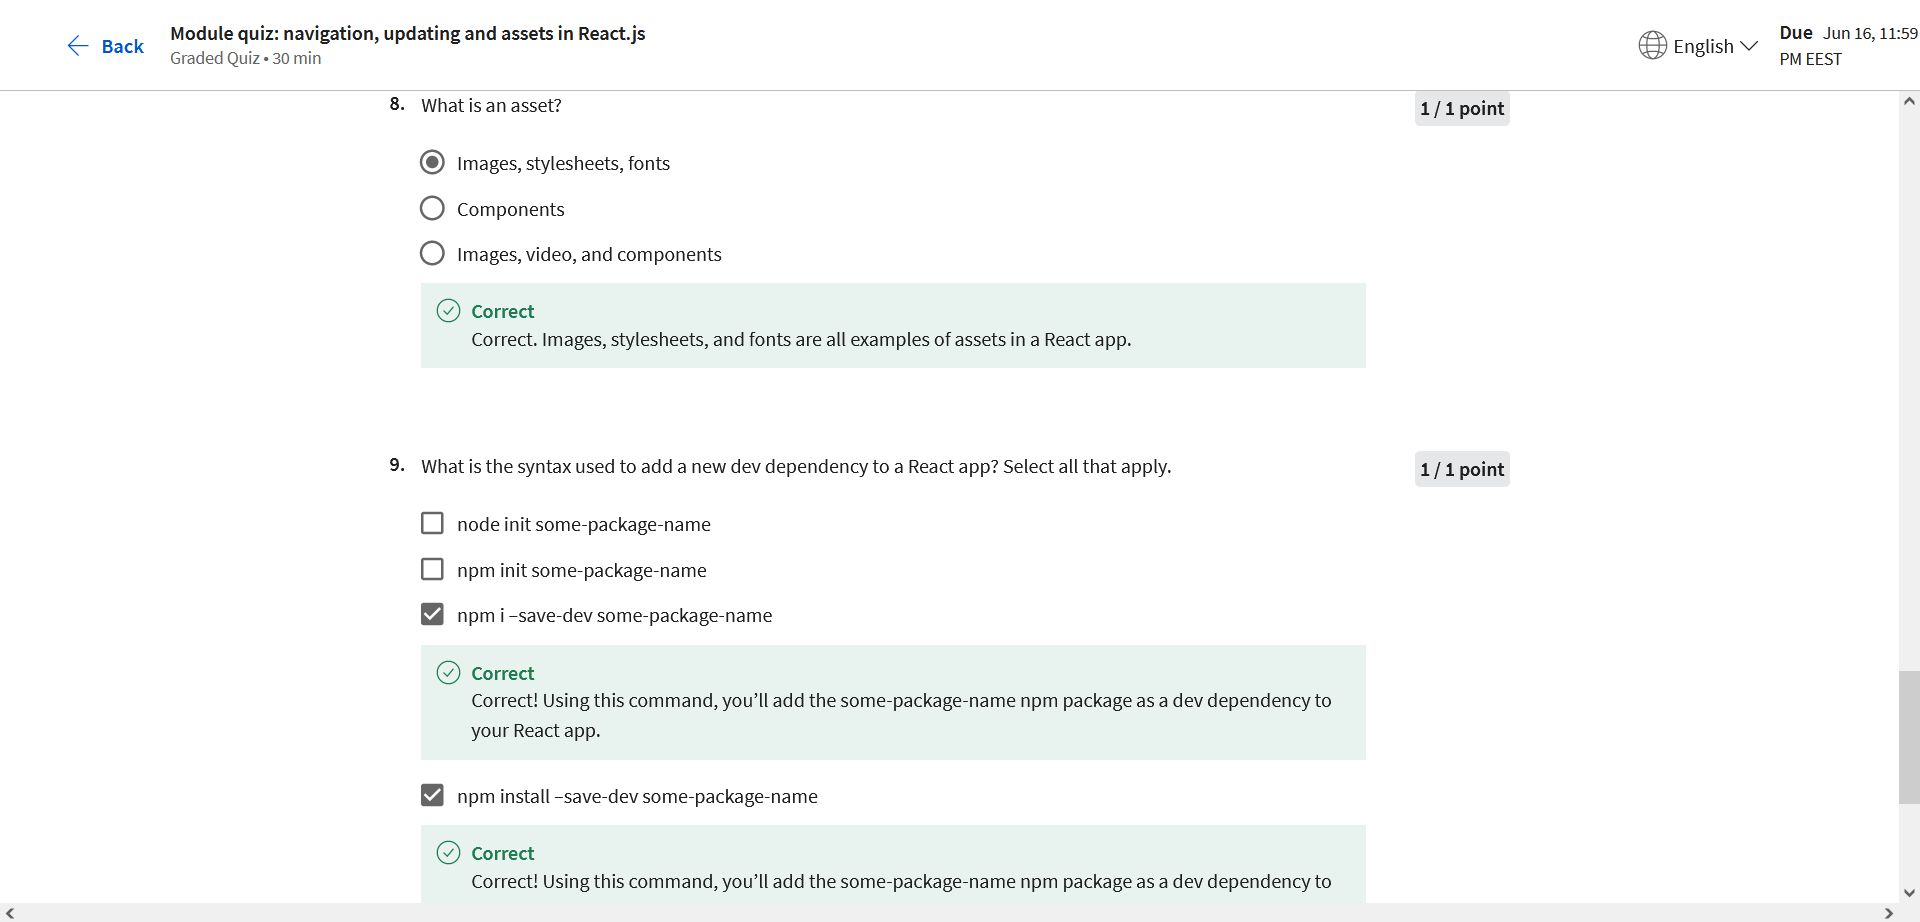 Back
Module quiz: navigation, updating and assets in React.js
Graded Quiz • 30 min
English
Due Jun 16, 11:59
PM EEST
8. What is an asset?
1 / 1 point
Images, stylesheets, fonts
Components
Images, video, and components
Correct
Correct. Images, stylesheets, and fonts are all examples of assets in a React app.
9. What is the syntax used to add a new dev dependency to a React app? Select all that apply.
1 / 1 point
node init some-package-name
npm init some-package-name
npm i –save-dev some-package-name
Correct
Correct! Using this command, you’ll add the some-package-name npm package as a dev dependency to
your React app.
npm install –save-dev some-package-name
Correct
Correct! Using this command, you’ll add the some-package-name npm package as a dev dependency to